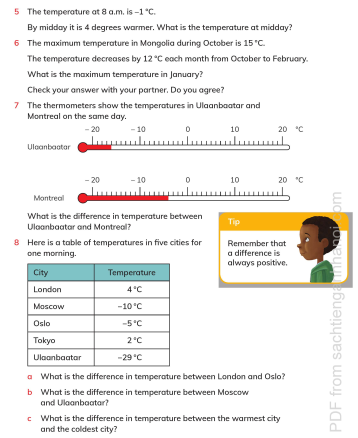 5 The temperature at 8 a.m. is –1 °C.
By midday it is 4 degrees warmer. What is the temperature at midday?
6 The maximum temperature in Mongolia during October is 15 °C.
The temperature decreases by 12 °C each month from October to February.
What is the maximum temperature in January?
Check your answer with your partner. Do you agree?
7 The thermometers show the temperatures in Ulaanbaatar and
Montreal on the same day.
– 20 – 10 0 10 20 °C
Ulaanbaatar
– 20 – 10 0 10 20 °C
Montreal
What is the difference in temperature between
Ulaanbaatar and Montreal?
Tip
Remember that
a difference is
always positive.
8 Here is a table of temperatures in five cities for
one morning.
City Temperature
London 4 °C
Moscow –10 °C
Oslo –5 °C
Tokyo 2 °C
Ulaanbaatar –29 °C
a What is the difference in temperature between London and Oslo?
b What is the difference in temperature between Moscow
and Ulaanbaatar?
c What is the difference in temperature between the warmest city
and the coldest city?